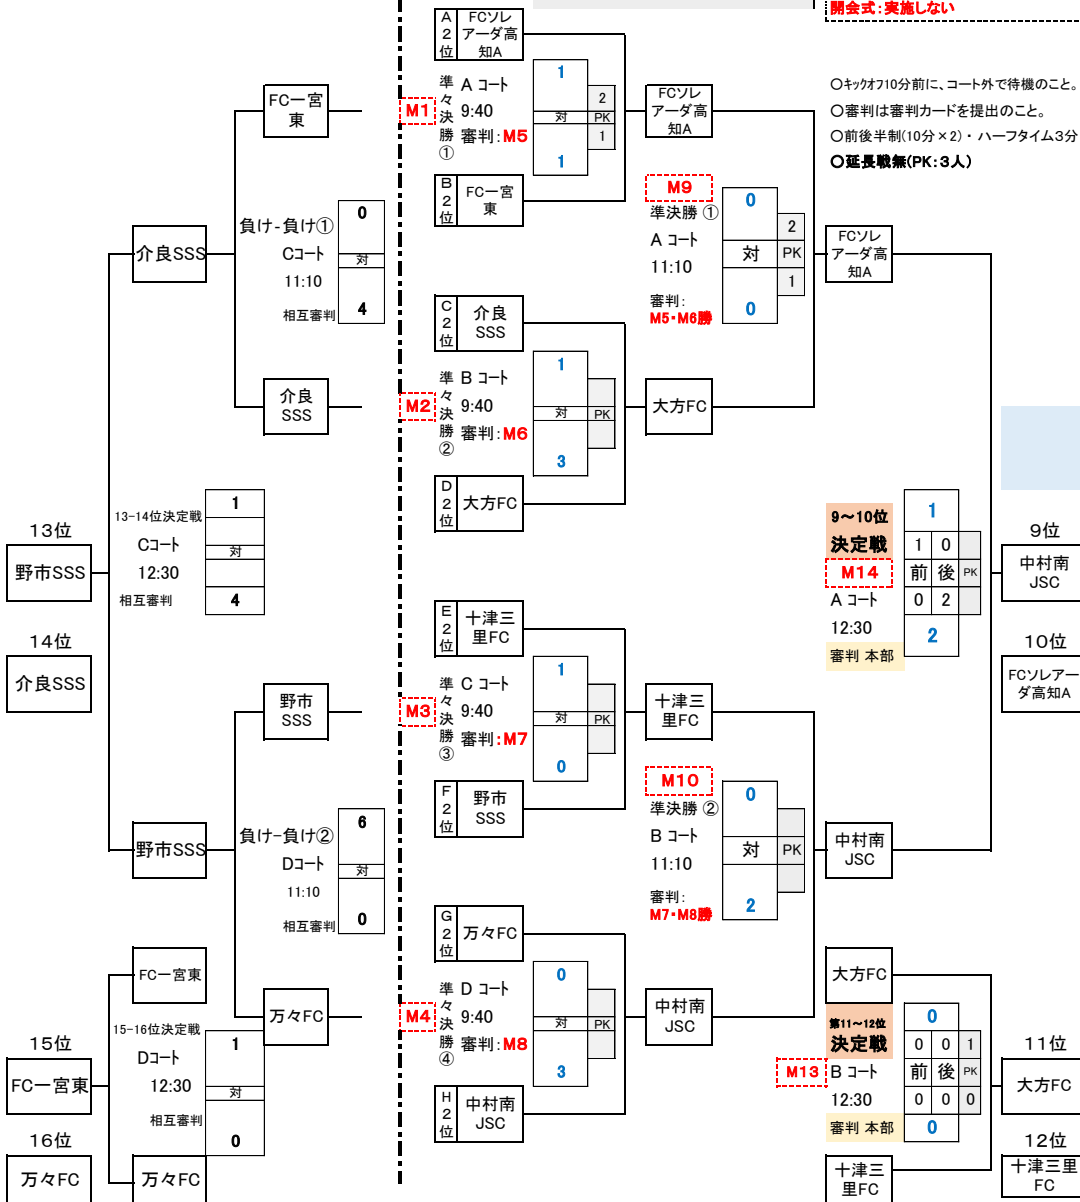 開会式:実施しない
○キックオフ10分前に、コート外で待機のこと。
○審判は審判カードを提出のこと。
○前後半制(10分×2)・ハーフタイム3分
○延長戦無(PK:3人)
A2位
FCソレアーダ高知A
M1
準々決勝①
A コート
9:40
審判:M5
1
対
1
2
PK
1
B2位
FC一宮東
FCソレアーダ高知A
C2位
介良SSS
M2
準々決勝②
B コート
9:40
審判:M6
1
対
PK
3
D2位
大方FC
大方FC
M9
準決勝 ①
A コート
11:10
審判:
M5・M6勝
0
対
0
2
PK
1
FCソレアーダ高知A
E2位
十津三里FC
M3
準々決勝③
C コート
9:40
審判:M7
1
対
PK
0
F2位
野市SSS
十津三里FC
G2位
万々FC
M4
準々決勝④
D コート
9:40
審判:M8
0
対
PK
3
H2位
中村南JSC
中村南JSC
M10
準決勝 ②
B コート
11:10
審判:
M7・M8勝
0
対
PK
2
中村南JSC
9～10位
決定戦
M14
A コート
12:30
審判 本部
1
1 0
前 後 PK
0 2
2
9位
中村南JSC
10位
FCソレアーダ高知A
大方FC
第11～12位
決定戦
M13
B コート
12:30
審判 本部
0
0 0 1
前 後 PK
0 0 0
0
十津三里FC
11位
大方FC
12位
十津三里FC
FC一宮東
負け-負け①
Cコート
11:10
相互審判
0
対
4
介良SSS
介良SSS
13-14位決定戦
Cコート
12:30
相互審判
1
対
4
13位
野市SSS
14位
介良SSS
野市SSS
負け-負け②
Dコート
11:10
相互審判
6
対
0
野市SSS
万々FC
FC一宮東
15-16位決定戦
Dコート
12:30
相互審判
1
対
0
万々FC
15位
FC一宮東
16位
万々FC